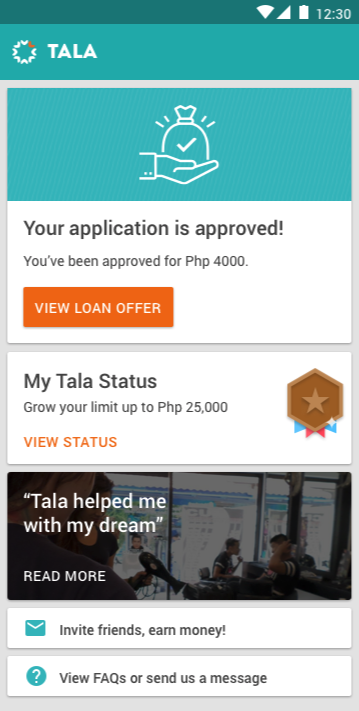 12:30
TALA
Your application is approved!
You've been approved for Php 4000.
VIEW LOAN OFFER
My Tala Status
Grow your limit up to Php 25,000
VIEW STATUS
“Tala helped me
with my dream”
READ MORE
Invite friends, earn money!
View FAQs or send us a message